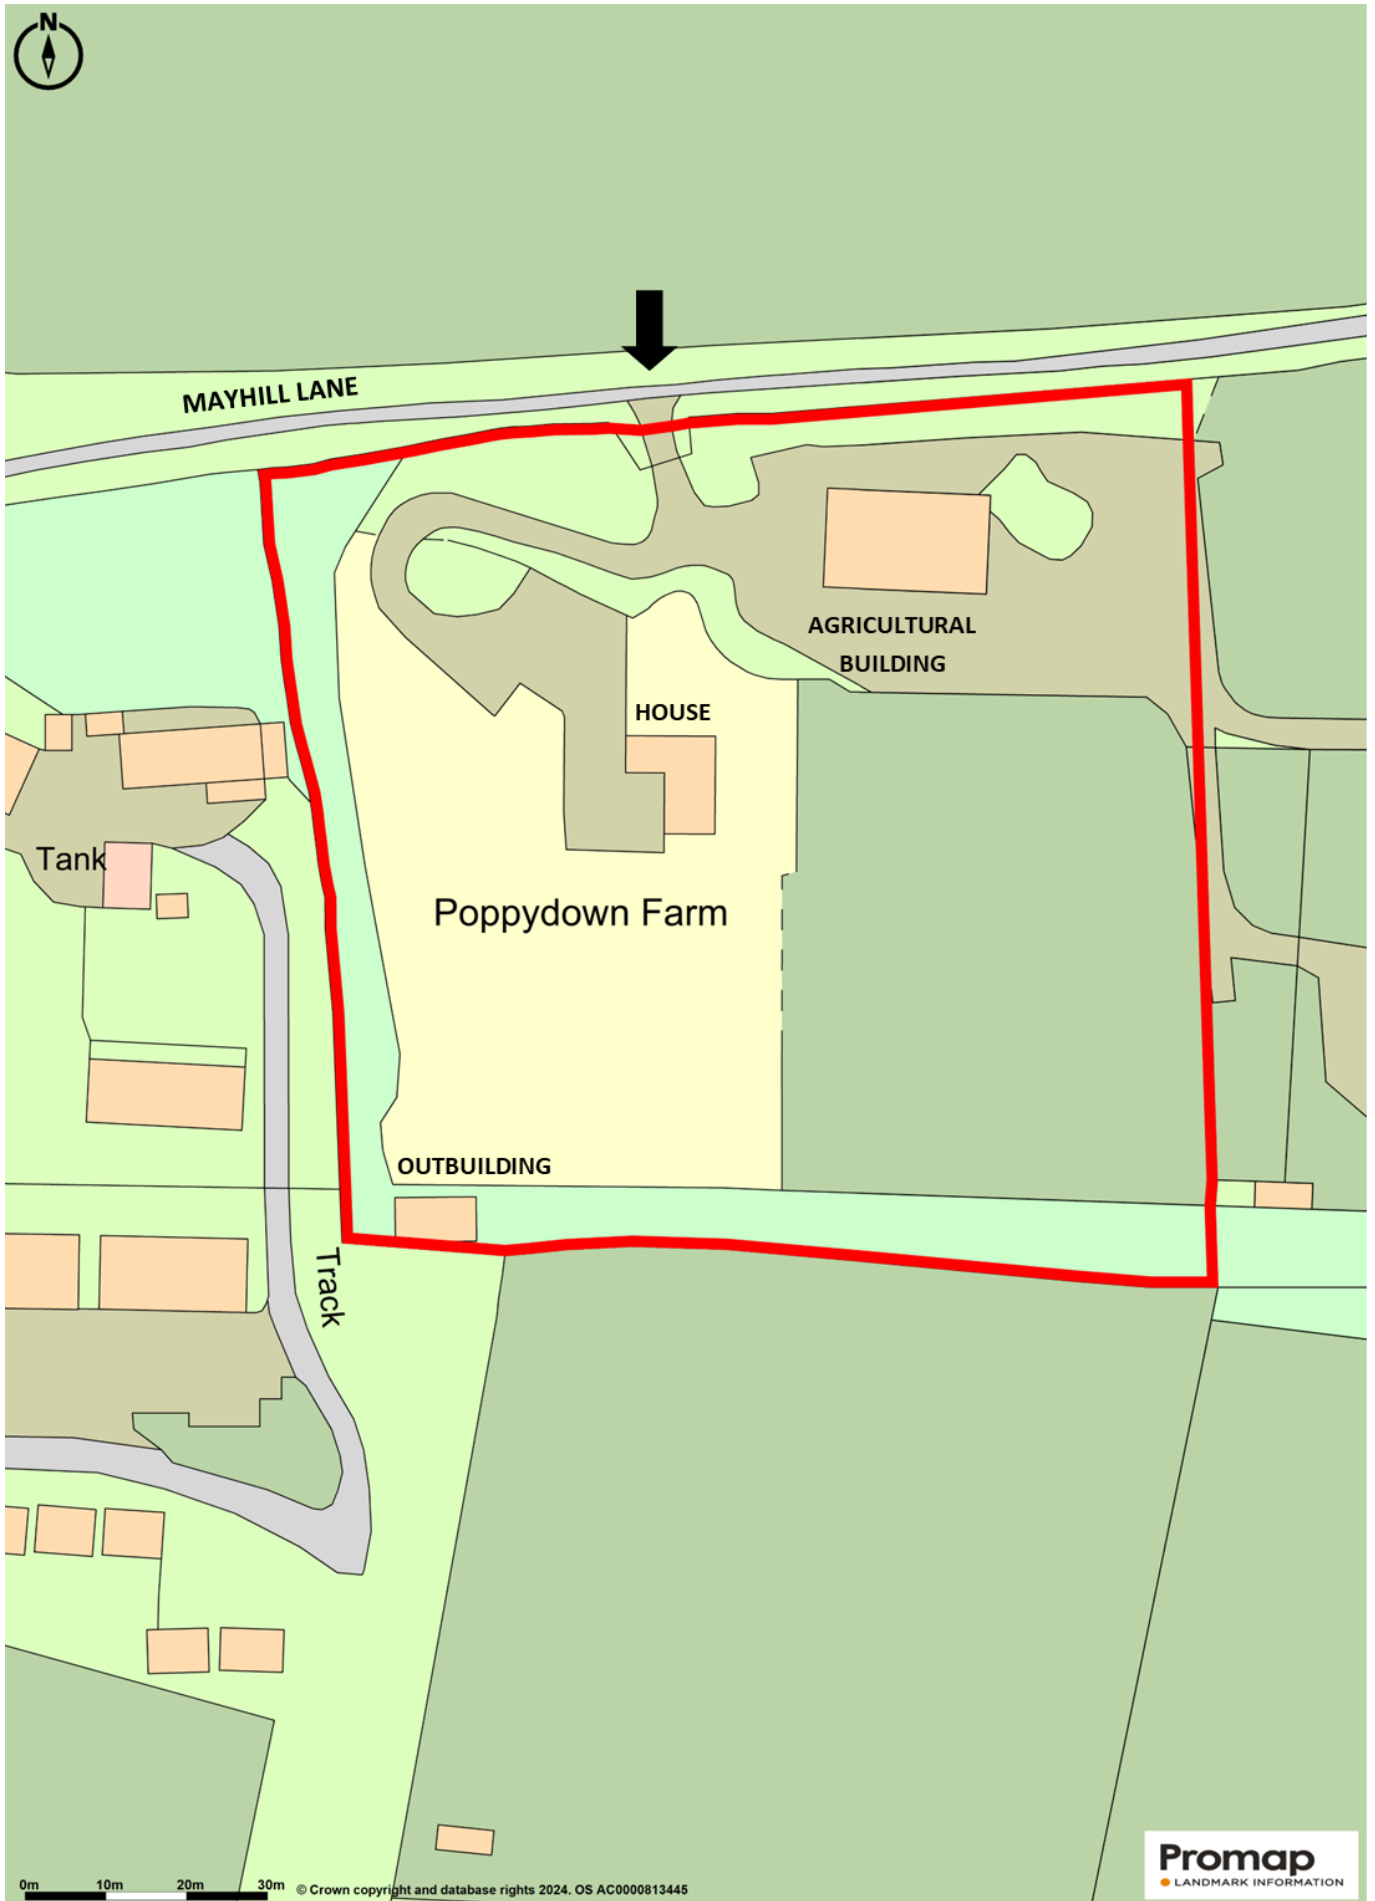 N
MAYHILL LANE
AGRICULTURAL
BUILDING
HOUSE
Tank
Poppydown Farm
OUTBUILDING
Track
0m 10m 20m 30m
© Crown copyright and database rights 2024. OS AC0000813445
Promap
LANDMARK INFORMATION